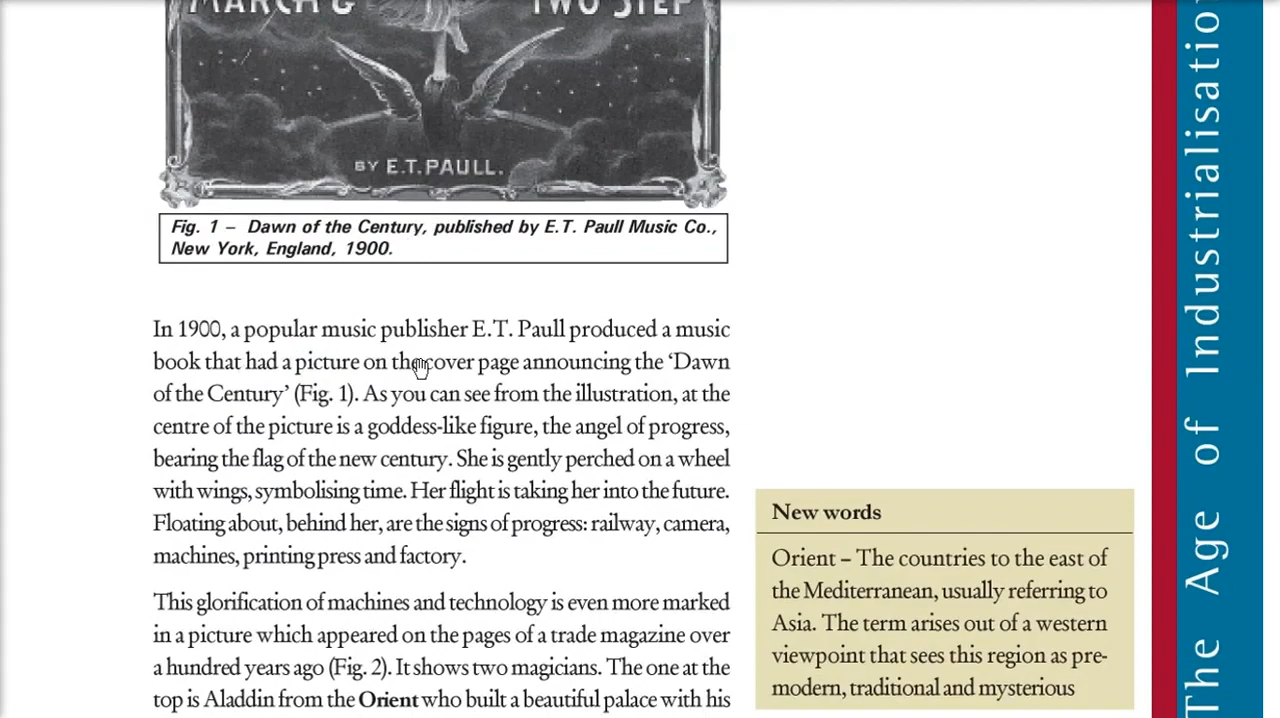 MARCH & TWO STEP
BY E.T. PAULL.
Fig. 1 – Dawn of the Century, published by E.T. Paull Music Co.,
New York, England, 1900.
In 1900, a popular music publisher E.T. Paull produced a music
book that had a picture on the cover page announcing the ‘Dawn
of the Century’ (Fig. 1). As you can see from the illustration, at the
centre of the picture is a goddess-like figure, the angel of progress,
bearing the flag of the new century. She is gently perched on a wheel
with wings, symbolising time. Her flight is taking her into the future.
Floating about, behind her, are the signs of progress: railway, camera,
machines, printing press and factory.
This glorification of machines and technology is even more marked
in a picture which appeared on the pages of a trade magazine over
a hundred years ago (Fig. 2). It shows two magicians. The one at the
top is Aladdin from the Orient who built a beautiful palace with his
New words
Orient – The countries to the east of
the Mediterranean, usually referring to
Asia. The term arises out of a western
viewpoint that sees this region as pre-
modern, traditional and mysterious
The Age of Industrialisatio